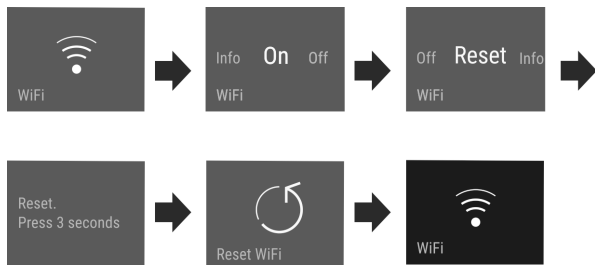 WiFi
Info On Off
WiFi
Off Reset Info
WiFi
Reset.
Press 3 seconds
Reset WiFi
WiFi